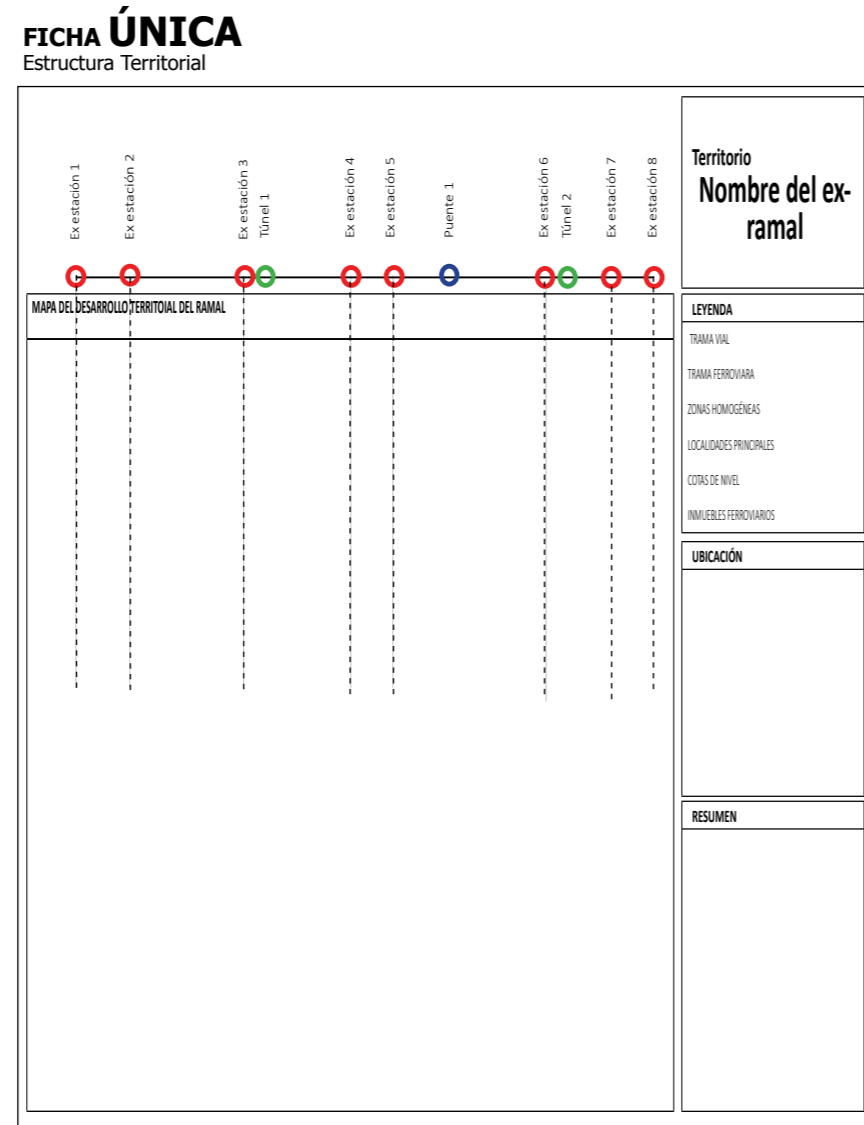 FICHA ÚNICA
Estructura Territorial
Ex estación 1
Ex estación 2
Ex estación 3
Túnel 1
Ex estación 4
Ex estación 5
Puente 1
Ex estación 6
Túnel 2
Ex estación 7
Ex estación 8
Territorio
Nombre del ex-
ramal
MAPA DEL DESARROLLO TERRITOIAL DEL RAMAL
LEYENDA
TRAMA VIAL
TRAMA FERROVIARA
ZONAS HOMOGÉNEAS
LOCALIDADES PRINCIPALES
COTAS DE NIVEL
INMUEBLES FERROVIARIOS
UBICACIÓN
RESUMEN